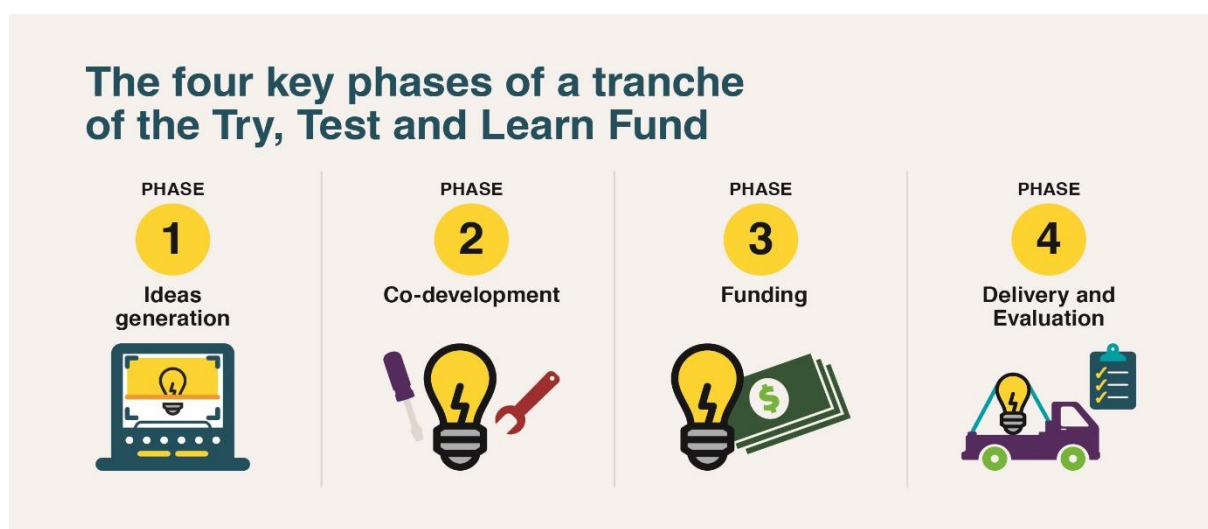 The four key phases of a tranche
of the Try, Test and Learn Fund
PHASE
1
Ideas
generation
PHASE
2
Co-development
PHASE
3
Funding
$
PHASE
4
Delivery and
Evaluation